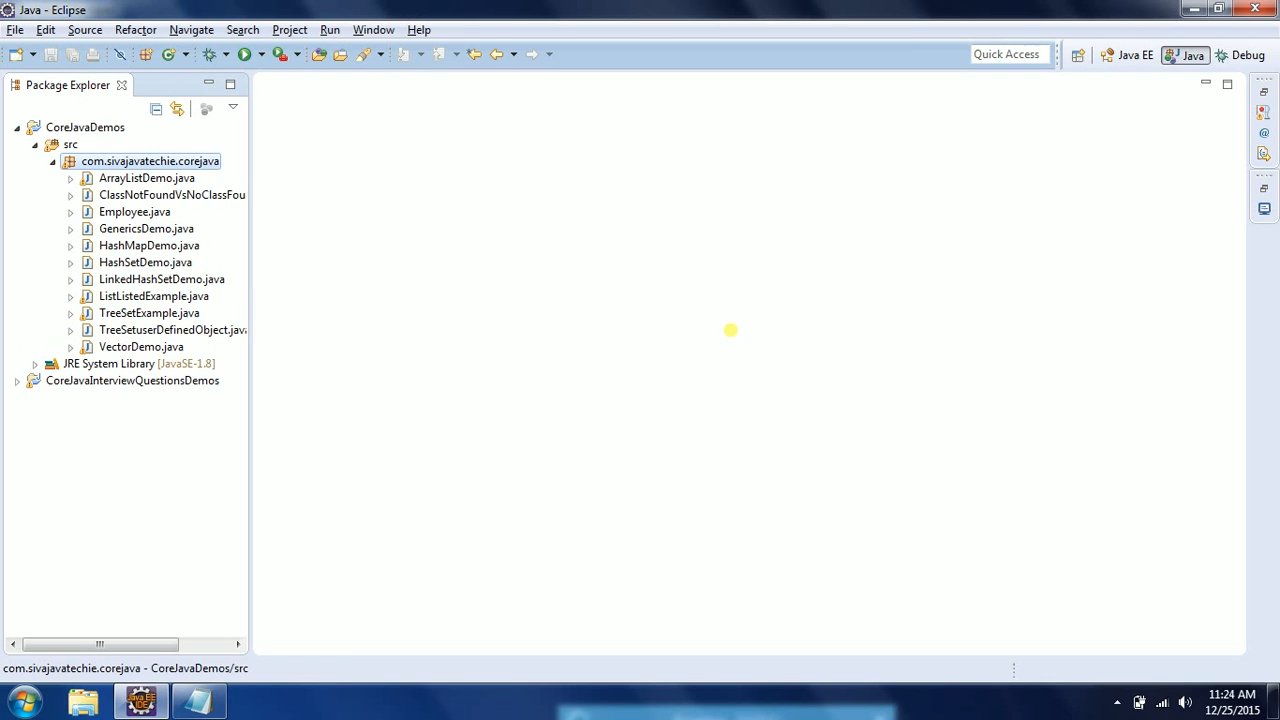 Java - Eclipse
File Edit Source Refactor Navigate Search Project Run Window Help
Quick Access
Java EE
Java
Debug
Package Explorer
CoreJavaDemos
src
com.sivajavatechie.corejava
ArrayListDemo.java
ClassNotFoundVsNoClassFou
Employee.java
GenericsDemo.java
HashMapDemo.java
HashSetDemo.java
LinkedHashSetDemo.java
ListListedExample.java
TreeSetExample.java
TreeSetuserDefinedObject.java
VectorDemo.java
JRE System Library [JavaSE-1.8]
CoreJavaInterviewQuestionsDemos
com.sivajavatechie.corejava - CoreJavaDemos/src
Java EE
IDE
11:24 AM
12/25/2015